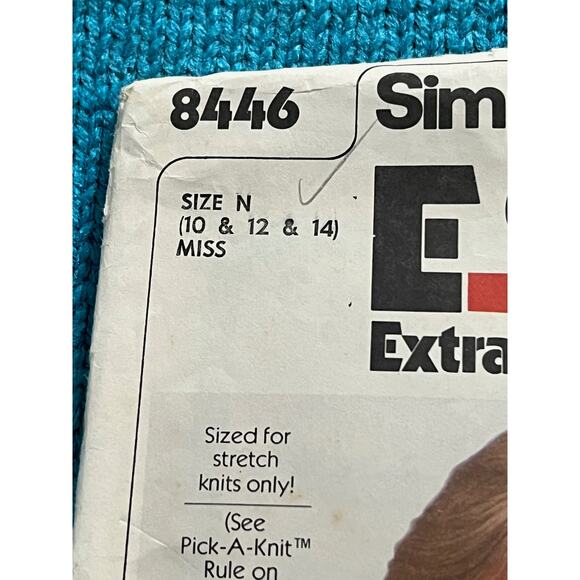 8446
Sim
SIZE N
(10 & 12 & 14)
MISS
E.
Extra
Sized for
stretch
knits only!
(See
Pick-A-Knit™
Rule on